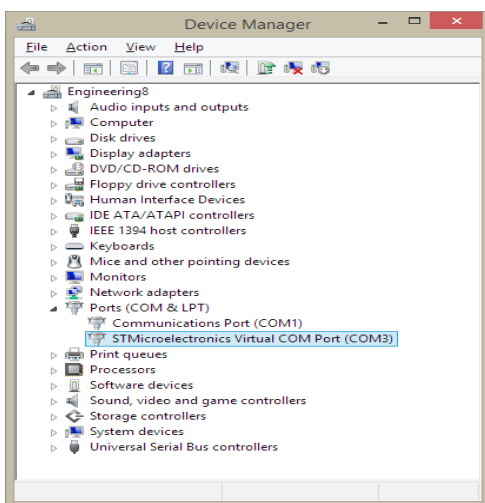 Device Manager
File Action View Help
Engineering8
Audio inputs and outputs
Computer
Disk drives
Display adapters
DVD/CD-ROM drives
Floppy drive controllers
Human Interface Devices
IDE ATA/ATAPI controllers
IEEE 1394 host controllers
Keyboards
Mice and other pointing devices
Monitors
Network adapters
Ports (COM & LPT)
Communications Port (COM1)
STMicroelectronics Virtual COM Port (COM3)
Print queues
Processors
Software devices
Sound, video and game controllers
Storage controllers
System devices
Universal Serial Bus controllers